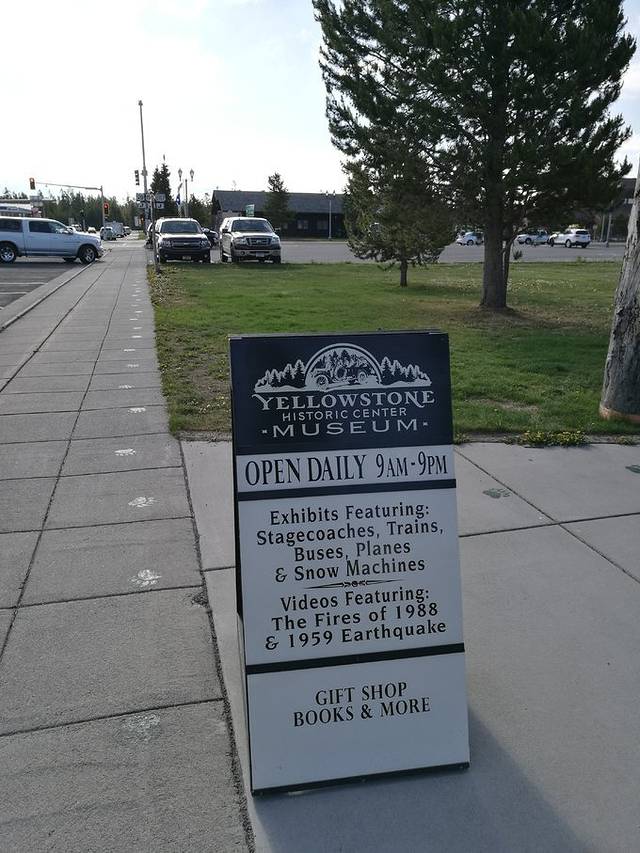 YELLOWSTONE
HISTORIC CENTER
• MUSEUM •
OPEN DAILY 9AM-9PM
Exhibits Featuring:
Stagecoaches, Trains,
Buses, Planes
& Snow Machines
Videos Featuring:
The Fires of 1988
& 1959 Earthquake
GIFT SHOP
BOOKS & MORE